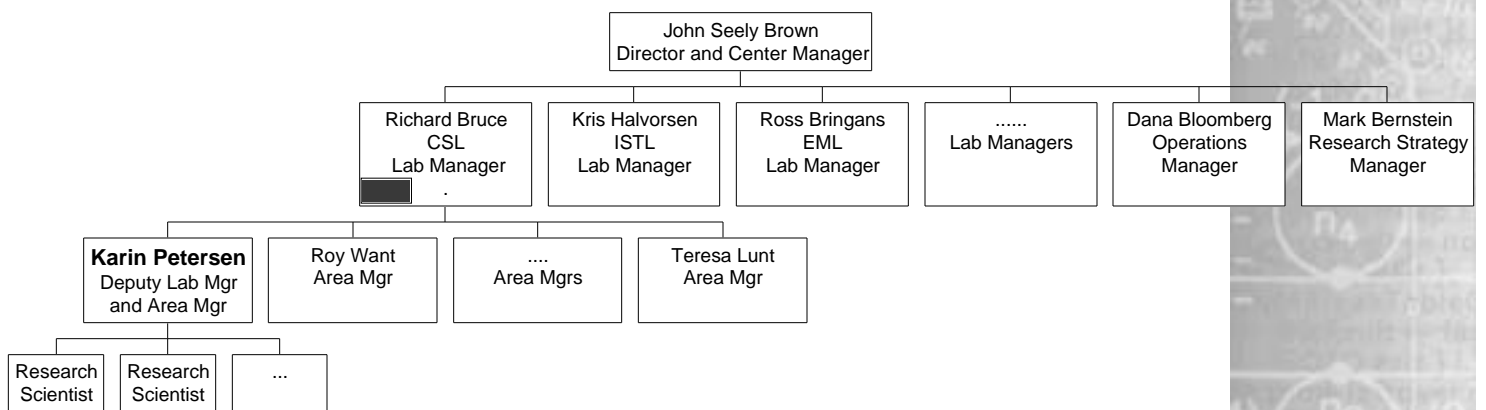 John Seely Brown
Director and Center Manager
Richard Bruce
CSL
Lab Manager
.
Kris Halvorsen
ISTL
Lab Manager
Ross Bringans
EML
Lab Manager
......
Lab Managers
Dana Bloomberg
Operations
Manager
Mark Bernstein
Research Strategy
Manager
Karin Petersen
Deputy Lab Mgr
and Area Mgr
Roy Want
Area Mgr
....
Area Mgrs
Teresa Lunt
Area Mgr
Research
Scientist
Research
Scientist
...